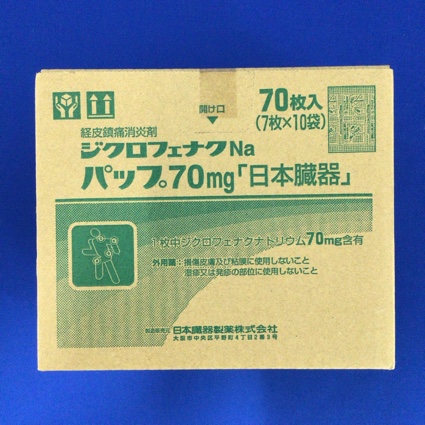 開け口
70枚入
(7枚×10袋)
経皮鎮痛消炎剤
ジクロフェナクNa
パップ®70mg「日本臓器」
1枚中ジクロフェナクナトリウム70mg含有
外用薬:損傷皮膚及び粘膜に使用しないこと
湿疹又は発疹の部位に使用しないこと
製造販売元 日本臓器製薬株式会社
大阪市中央区平野町4丁目2番3号